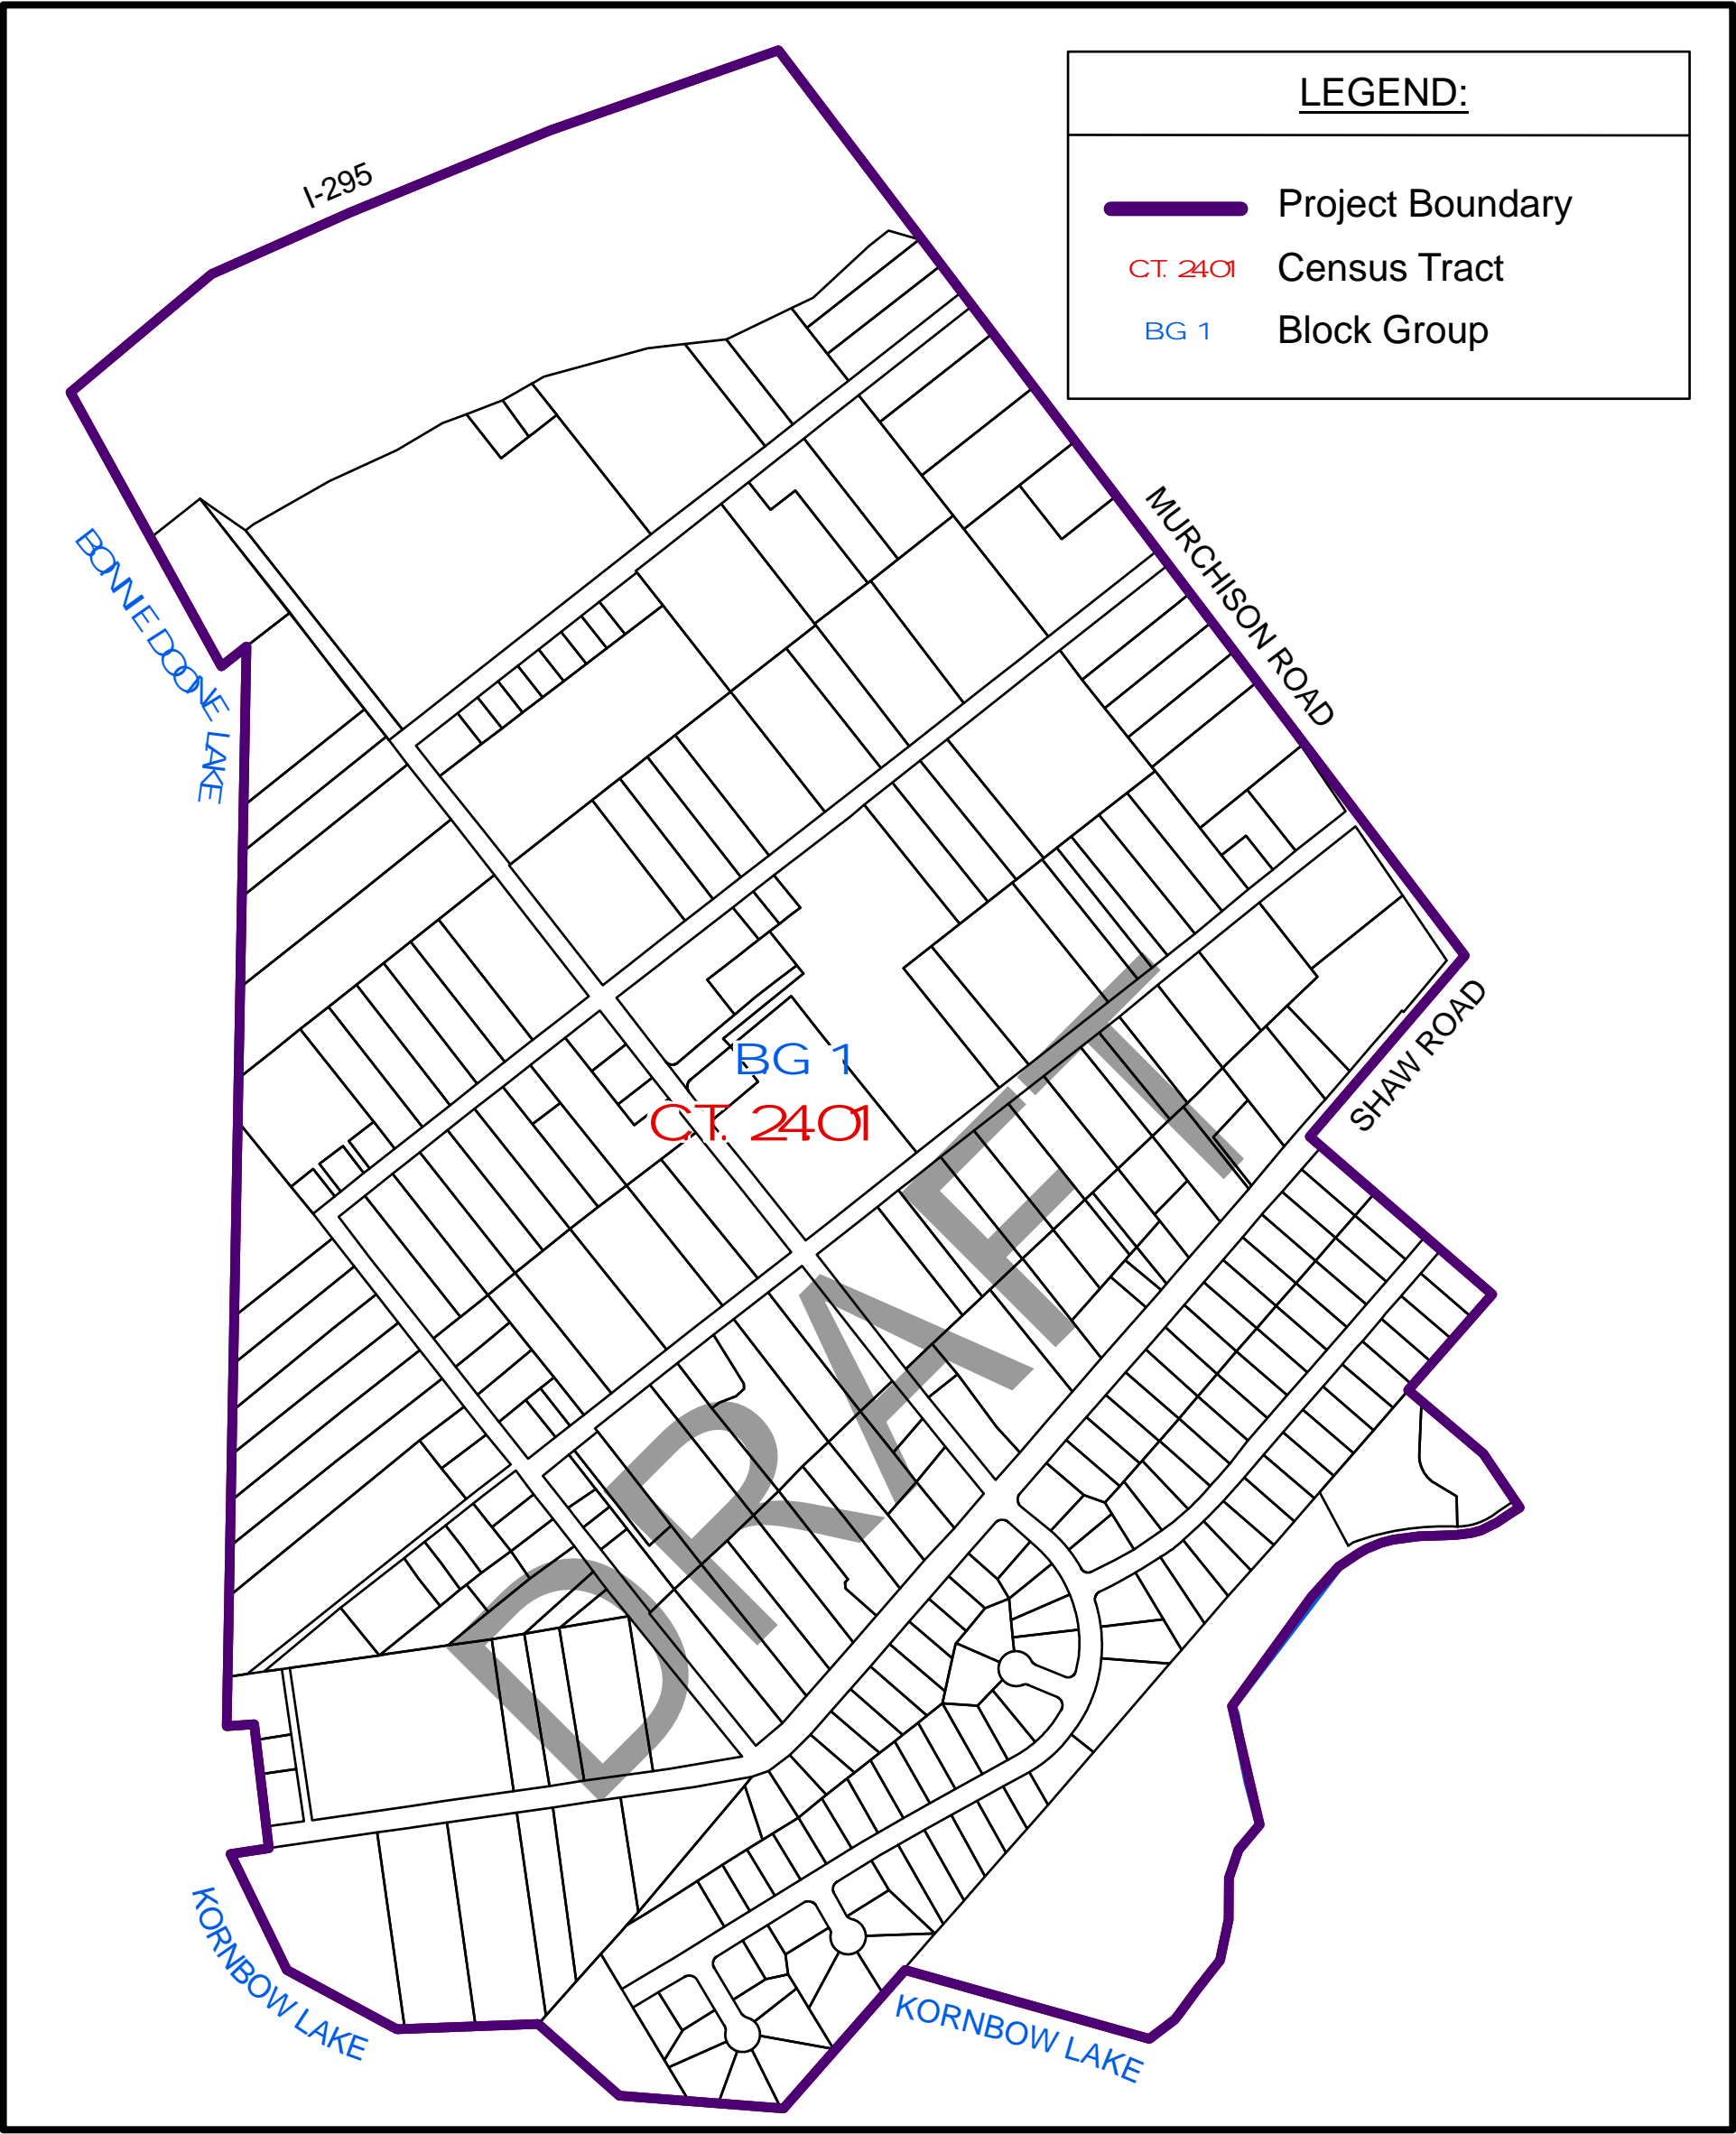 LEGEND:
Project Boundary
CT. 2401 Census Tract
BG 1 Block Group
I-295
MURCHISON ROAD
BONNIE DOONE LAKE
SHAW ROAD
BG 1
CT. 2401
DRAFT
KORNBOW LAKE
KORNBOW LAKE